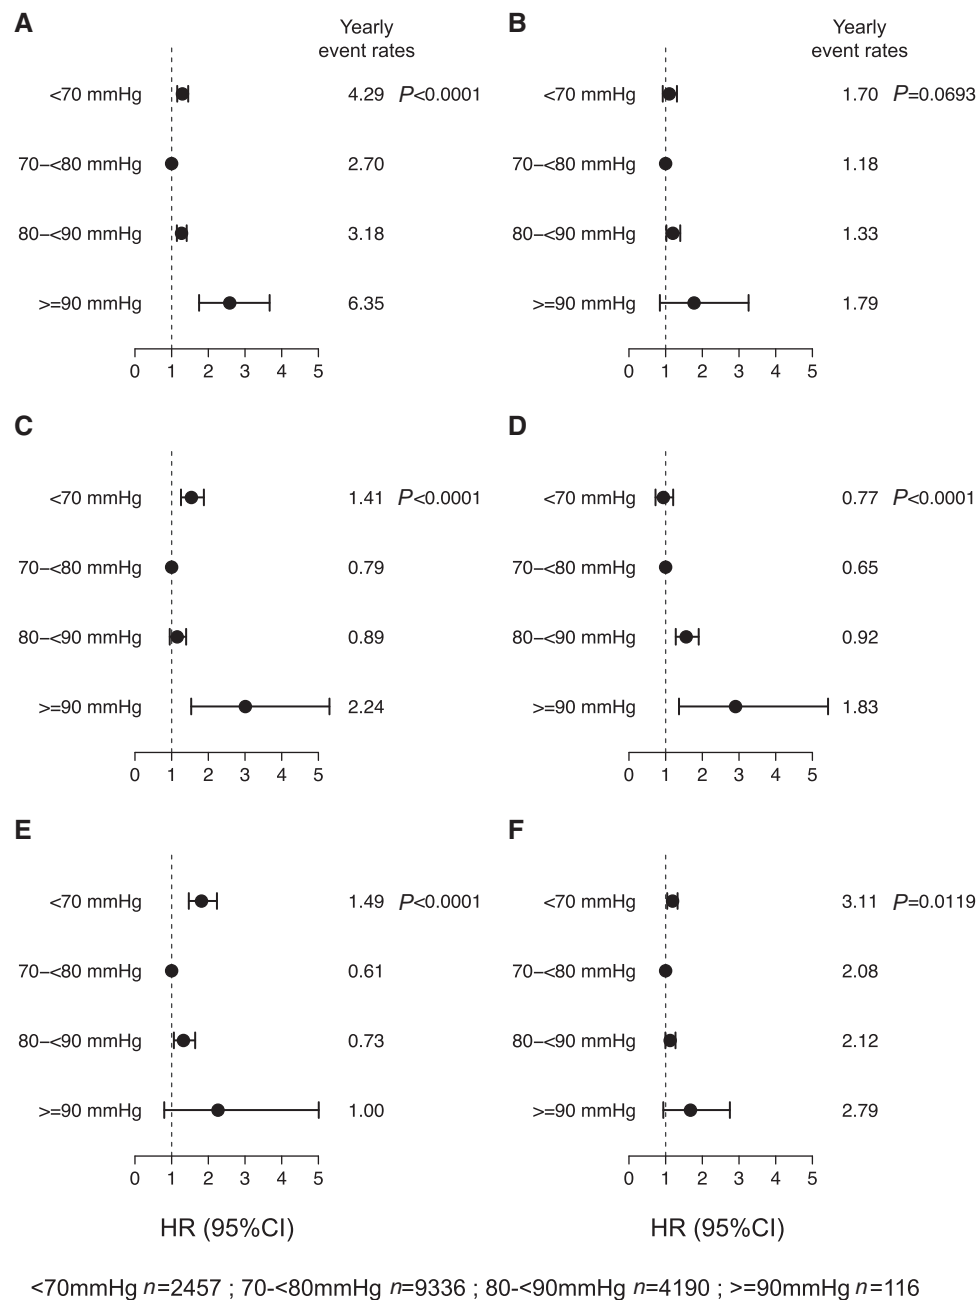 A
Yearly
event rates
<70 mmHg 4.29 P<0.0001
70–<80 mmHg 2.70
80–<90 mmHg 3.18
>=90 mmHg 6.35
0 1 2 3 4 5
B
Yearly
event rates
<70 mmHg 1.70 P=0.0693
70–<80 mmHg 1.18
80–<90 mmHg 1.33
>=90 mmHg 1.79
0 1 2 3 4 5
C
<70 mmHg 1.41 P<0.0001
70–<80 mmHg 0.79
80–<90 mmHg 0.89
>=90 mmHg 2.24
0 1 2 3 4 5
D
<70 mmHg 0.77 P<0.0001
70–<80 mmHg 0.65
80–<90 mmHg 0.92
>=90 mmHg 1.83
0 1 2 3 4 5
E
<70 mmHg 1.49 P<0.0001
70–<80 mmHg 0.61
80–<90 mmHg 0.73
>=90 mmHg 1.00
0 1 2 3 4 5
HR (95%CI)
F
<70 mmHg 3.11 P=0.0119
70–<80 mmHg 2.08
80–<90 mmHg 2.12
>=90 mmHg 2.79
0 1 2 3 4 5
HR (95%CI)
<70mmHg n=2457 ; 70-<80mmHg n=9336 ; 80-<90mmHg n=4190 ; >=90mmHg n=116